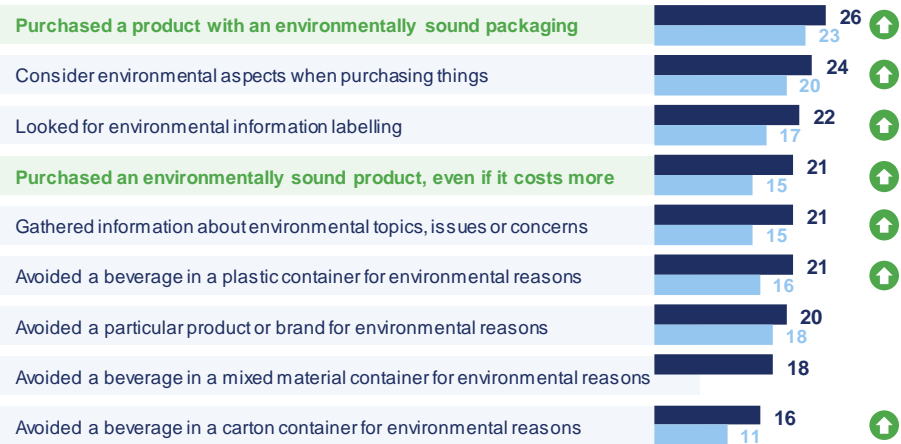 Purchased a product with an environmentally sound packaging
26
23
Consider environmental aspects when purchasing things
24
20
Looked for environmental information labelling
22
17
Purchased an environmentally sound product, even if it costs more
21
15
Gathered information about environmental topics, issues or concerns
21
15
Avoided a beverage in a plastic container for environmental reasons
21
16
Avoided a particular product or brand for environmental reasons
20
18
Avoided a beverage in a mixed material container for environmental reasons
18
Avoided a beverage in a carton container for environmental reasons
16
11